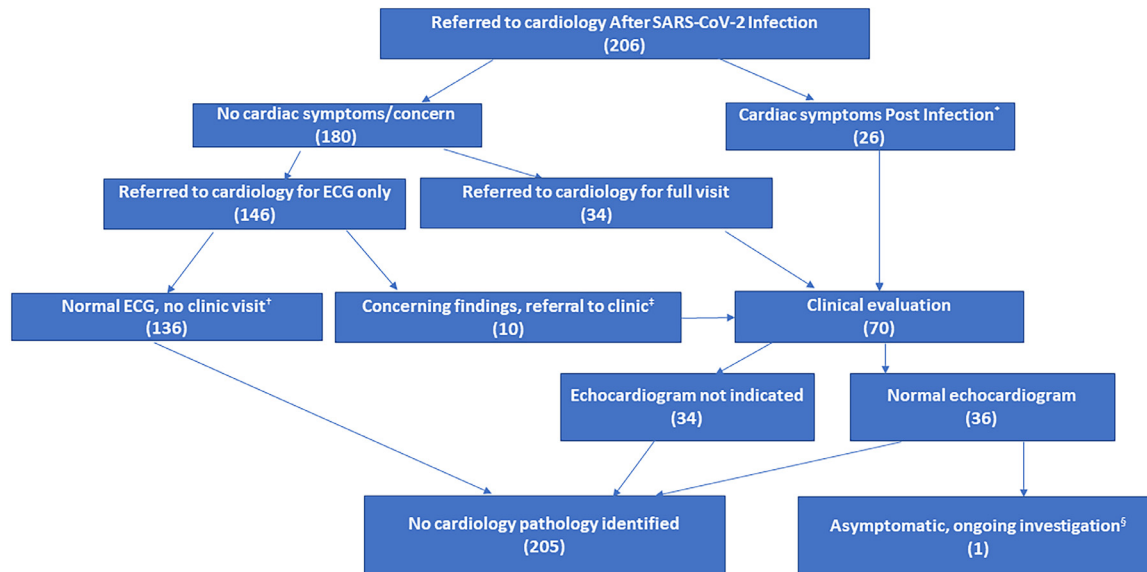 Referred to cardiology After SARS-CoV-2 Infection
(206)
No cardiac symptoms/concern
(180)
Cardiac symptoms Post Infection*
(26)
Referred to cardiology for ECG only
(146)
Referred to cardiology for full visit
(34)
Normal ECG, no clinic visit†
(136)
Concerning findings, referral to clinic‡
(10)
Clinical evaluation
(70)
Echocardiogram not indicated
(34)
Normal echocardiogram
(36)
No cardiology pathology identified
(205)
Asymptomatic, ongoing investigation§
(1)